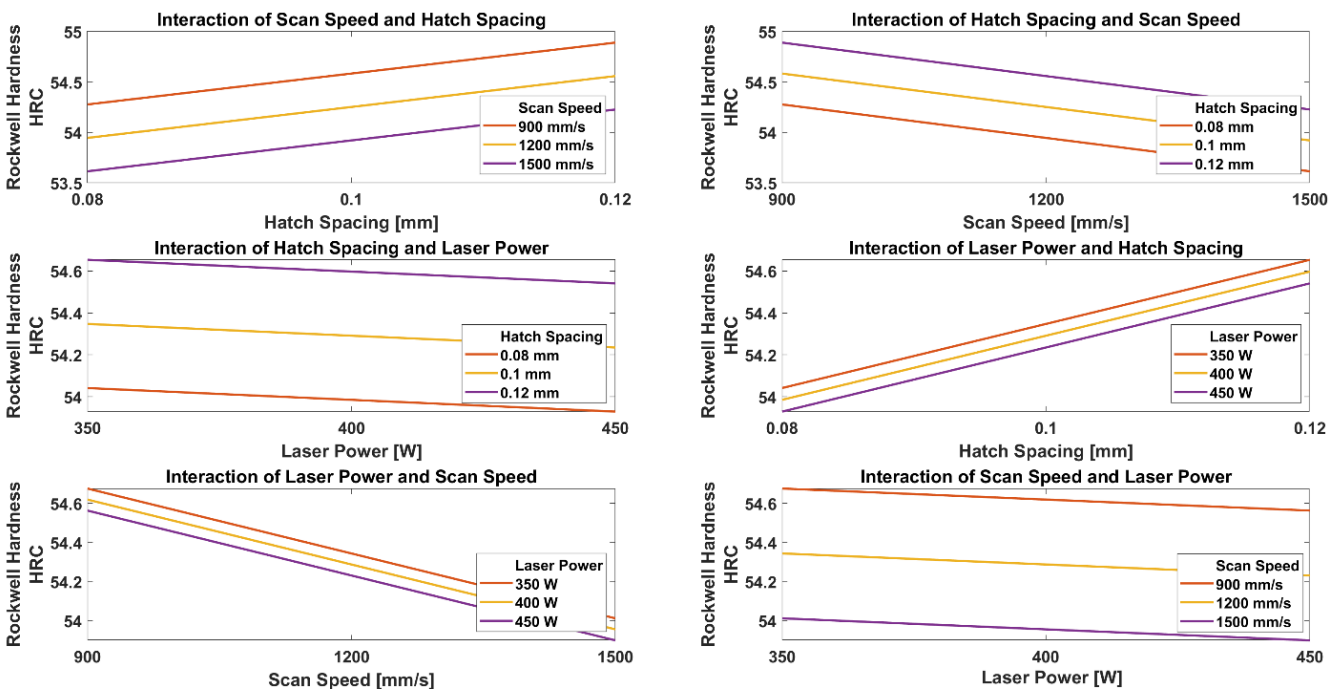 Interaction of Scan Speed and Hatch Spacing
Rockwell Hardness
HRC
55
54.5
54
53.5
Scan Speed
900 mm/s
1200 mm/s
1500 mm/s
0.08
0.1
0.12
Hatch Spacing [mm]
Interaction of Hatch Spacing and Scan Speed
Rockwell Hardness
HRC
55
54.5
54
53.5
Hatch Spacing
0.08 mm
0.1 mm
0.12 mm
900
1200
1500
Scan Speed [mm/s]
Interaction of Hatch Spacing and Laser Power
Rockwell Hardness
HRC
54.6
54.4
54.2
54
Hatch Spacing
0.08 mm
0.1 mm
0.12 mm
350
400
450
Laser Power [W]
Interaction of Laser Power and Hatch Spacing
Rockwell Hardness
HRC
54.6
54.4
54.2
54
Laser Power
350 W
400 W
450 W
0.08
0.1
0.12
Hatch Spacing [mm]
Interaction of Laser Power and Scan Speed
Rockwell Hardness
HRC
54.6
54.4
54.2
54
Laser Power
350 W
400 W
450 W
900
1200
1500
Scan Speed [mm/s]
Interaction of Scan Speed and Laser Power
Rockwell Hardness
HRC
54.6
54.4
54.2
54
Scan Speed
900 mm/s
1200 mm/s
1500 mm/s
350
400
450
Laser Power [W]